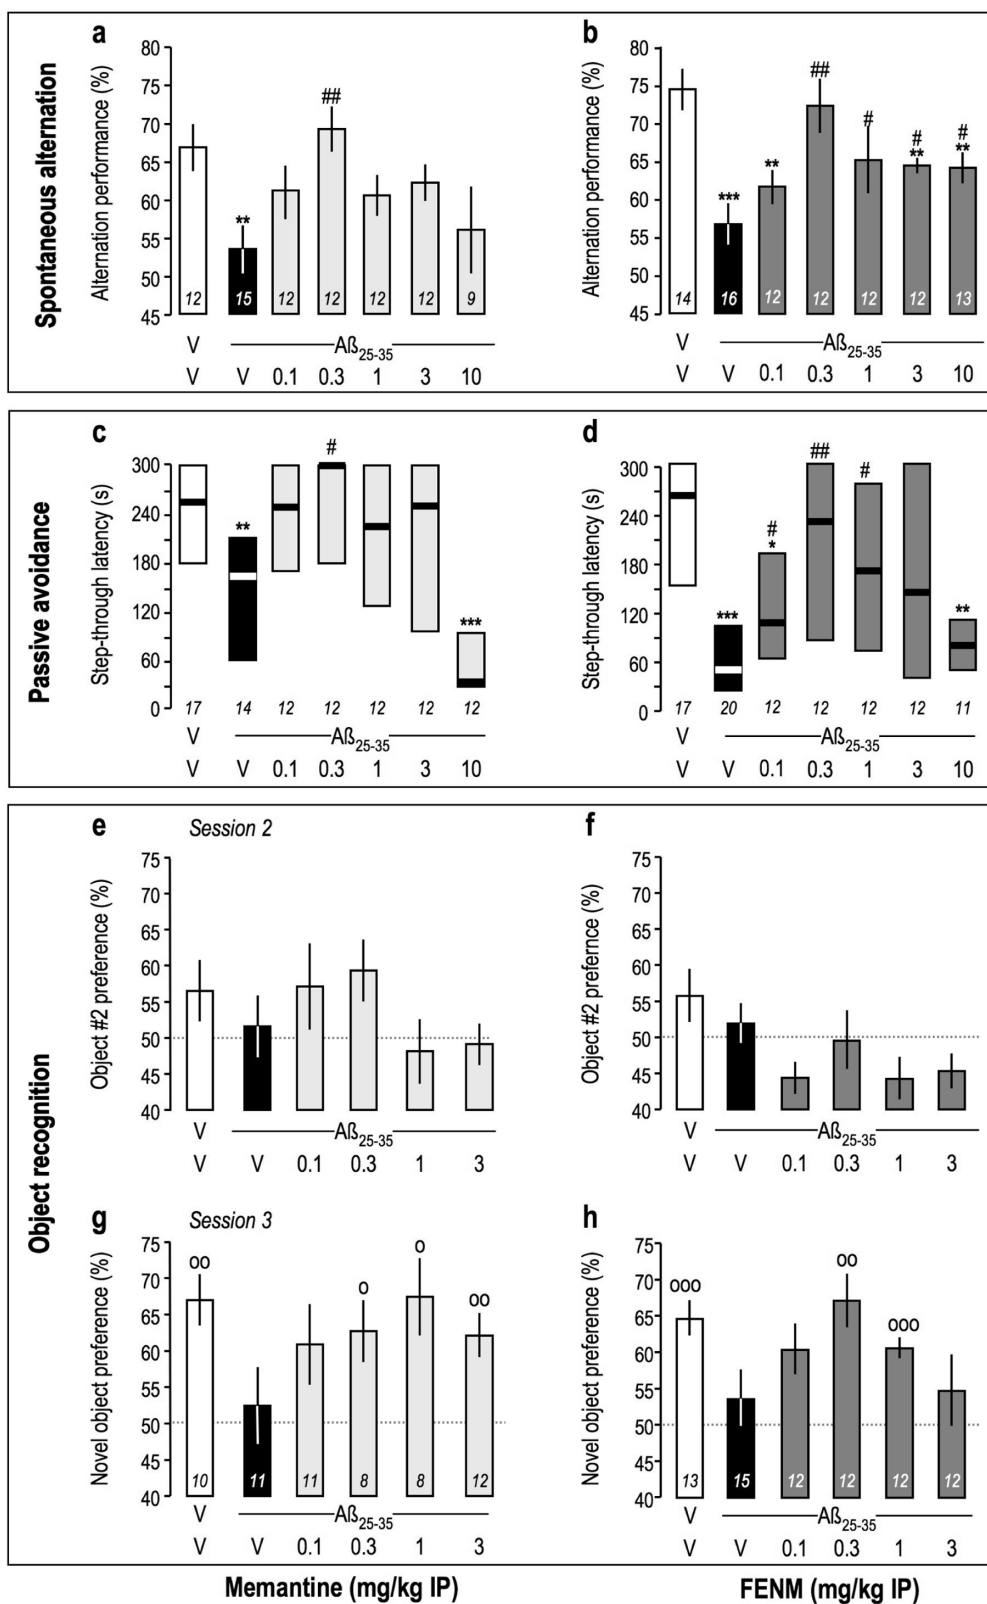 Spontaneous alternation
a
Alternation performance (%)
80
75
70
65
60
55
50
45
**
##
12
15
12
12
12
12
9
V
Aß25-35
V
V
0.1
0.3
1
3
10
b
Alternation performance (%)
80
75
70
65
60
55
50
45
***
**
##
#
#
**
#
**
14
16
12
12
12
12
13
V
Aß25-35
V
V
0.1
0.3
1
3
10
Passive avoidance
c
Step-through latency (s)
300
240
180
120
60
0
**
#
***
17
14
12
12
12
12
12
V
Aß25-35
V
V
0.1
0.3
1
3
10
d
Step-through latency (s)
300
240
180
120
60
0
***
#
*
##
#
**
17
20
12
12
12
12
11
V
Aß25-35
V
V
0.1
0.3
1
3
10
Object recognition
e
Session 2
Object #2 preference (%)
75
70
65
60
55
50
45
40
V
Aß25-35
V
V
0.1
0.3
1
3
f
Object #2 prefernce (%)
75
70
65
60
55
50
45
40
V
Aß25-35
V
V
0.1
0.3
1
3
g
Session 3
Novel object preference (%)
75
70
65
60
55
50
45
40
oo
o
o
oo
10
11
11
8
8
12
V
Aß25-35
V
V
0.1
0.3
1
3
h
Novel object preference (%)
75
70
65
60
55
50
45
40
ooo
oo
ooo
13
15
12
12
12
12
V
Aß25-35
V
V
0.1
0.3
1
3
Memantine (mg/kg IP)
FENM (mg/kg IP)